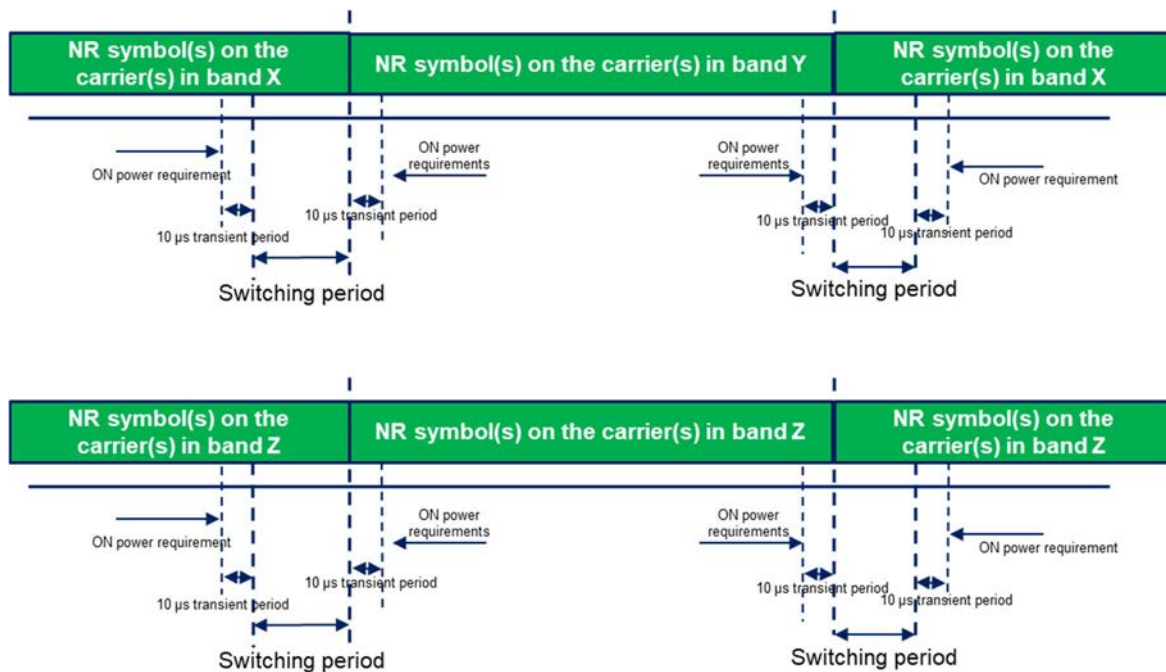 NR symbol(s) on the
carrier(s) in band X
NR symbol(s) on the carrier(s) in band Y
NR symbol(s) on the
carrier(s) in band X
ON power requirement
ON power
requirements
ON power
requirements
ON power requirement
10 µs transient period
10 µs transient period
10 µs transient period
10 µs transient period
Switching period
Switching period
NR symbol(s) on the
carrier(s) in band Z
NR symbol(s) on the carrier(s) in band Z
NR symbol(s) on the
carrier(s) in band Z
ON power requirement
ON power
requirements
ON power
requirements
ON power requirement
10 µs transient period
10 µs transient period
10 µs transient period
10 µs transient period
Switching period
Switching period